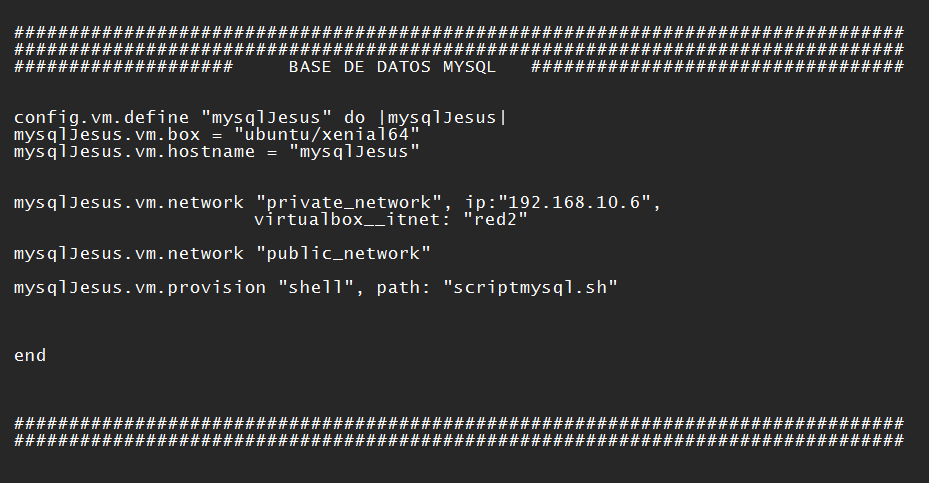 #################################################################################
#################################################################################
####################     BASE DE DATOS MYSQL   ##################################
config.vm.define "mysqlJesus" do |mysqlJesus|
mysqlJesus.vm.box = "ubuntu/xenial64"
mysqlJesus.vm.hostname = "mysqlJesus"
mysqlJesus.vm.network "private_network", ip:"192.168.10.6",
virtualbox__itnet: "red2"
mysqlJesus.vm.network "public_network"
mysqlJesus.vm.provision "shell", path: "scriptmysql.sh"
end
#################################################################################
#################################################################################